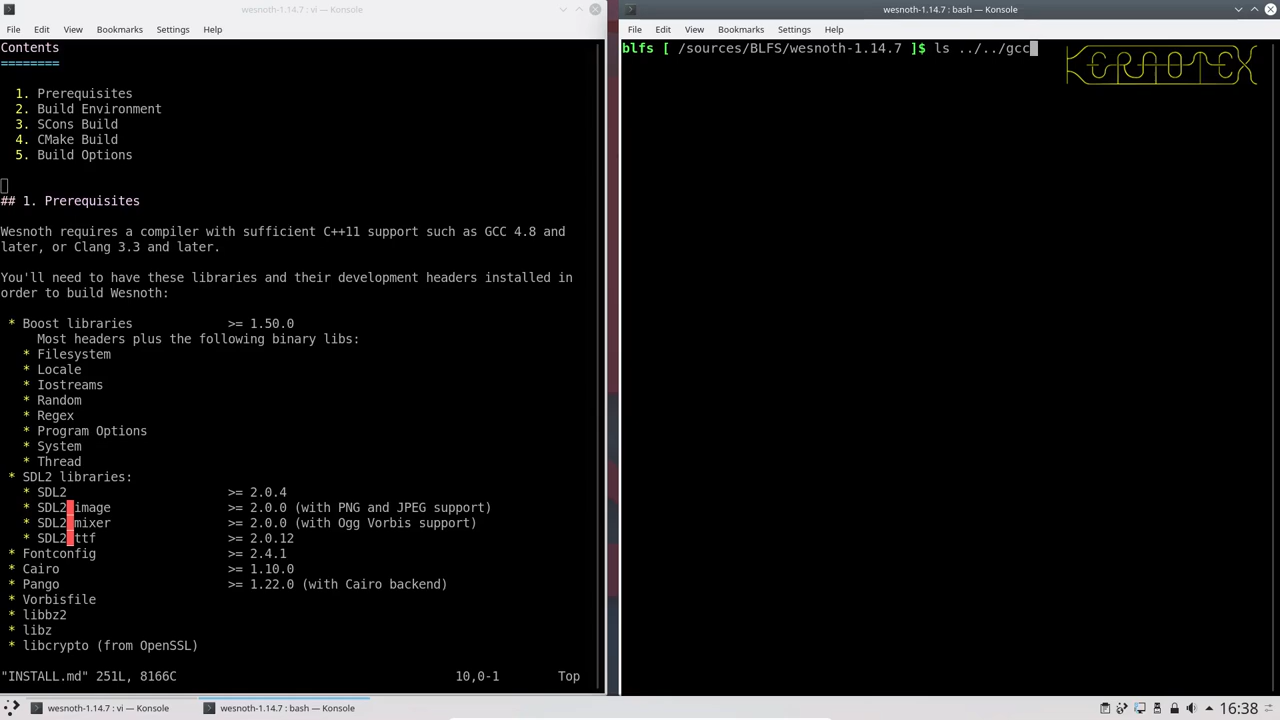 wesnoth-1.14.7 : vi — Konsole
File Edit View Bookmarks Settings Help
Contents
========
1. Prerequisites
2. Build Environment
3. SCons Build
4. CMake Build
5. Build Options
## 1. Prerequisites
Wesnoth requires a compiler with sufficient C++11 support such as GCC 4.8 and
later, or Clang 3.3 and later.
You'll need to have these libraries and their development headers installed in
order to build Wesnoth:
* Boost libraries >= 1.50.0
Most headers plus the following binary libs:
* Filesystem
* Locale
* Iostreams
* Random
* Regex
* Program Options
* System
* Thread
* SDL2 libraries:
* SDL2 >= 2.0.4
* SDL2_image >= 2.0.0 (with PNG and JPEG support)
* SDL2_mixer >= 2.0.0 (with Ogg Vorbis support)
* SDL2_ttf >= 2.0.12
* Fontconfig >= 2.4.1
* Cairo >= 1.10.0
* Pango >= 1.22.0 (with Cairo backend)
* Vorbisfile
* libbz2
* libz
* libcrypto (from OpenSSL)
"INSTALL.md" 251L, 8166C 10,0-1 Top
wesnoth-1.14.7 : bash — Konsole
File Edit View Bookmarks Settings Help
blfs [ /sources/BLFS/wesnoth-1.14.7 ]$ ls ../../gcc
KERAOTEX
wesnoth-1.14.7 : vi — Konsole
wesnoth-1.14.7 : bash — Konsole
16:38